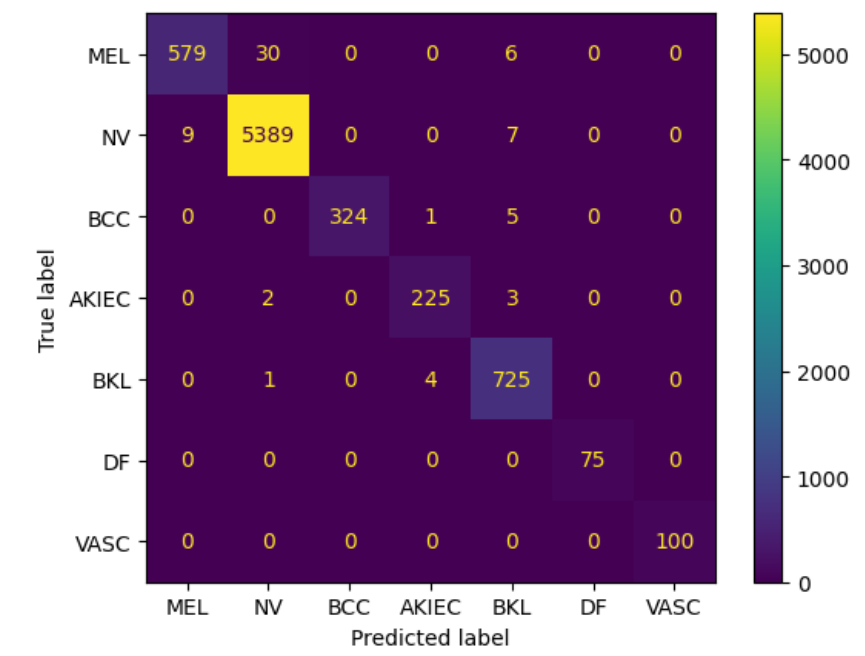 MEL 579 30 0 0 6 0 0
NV 9 5389 0 0 7 0 0
BCC 0 0 324 1 5 0 0
AKIEC 0 2 0 225 3 0 0
BKL 0 1 0 4 725 0 0
DF 0 0 0 0 0 75 0
VASC 0 0 0 0 0 0 100
MEL NV BCC AKIEC BKL DF VASC
Predicted label
True label
5000
4000
3000
2000
1000
0